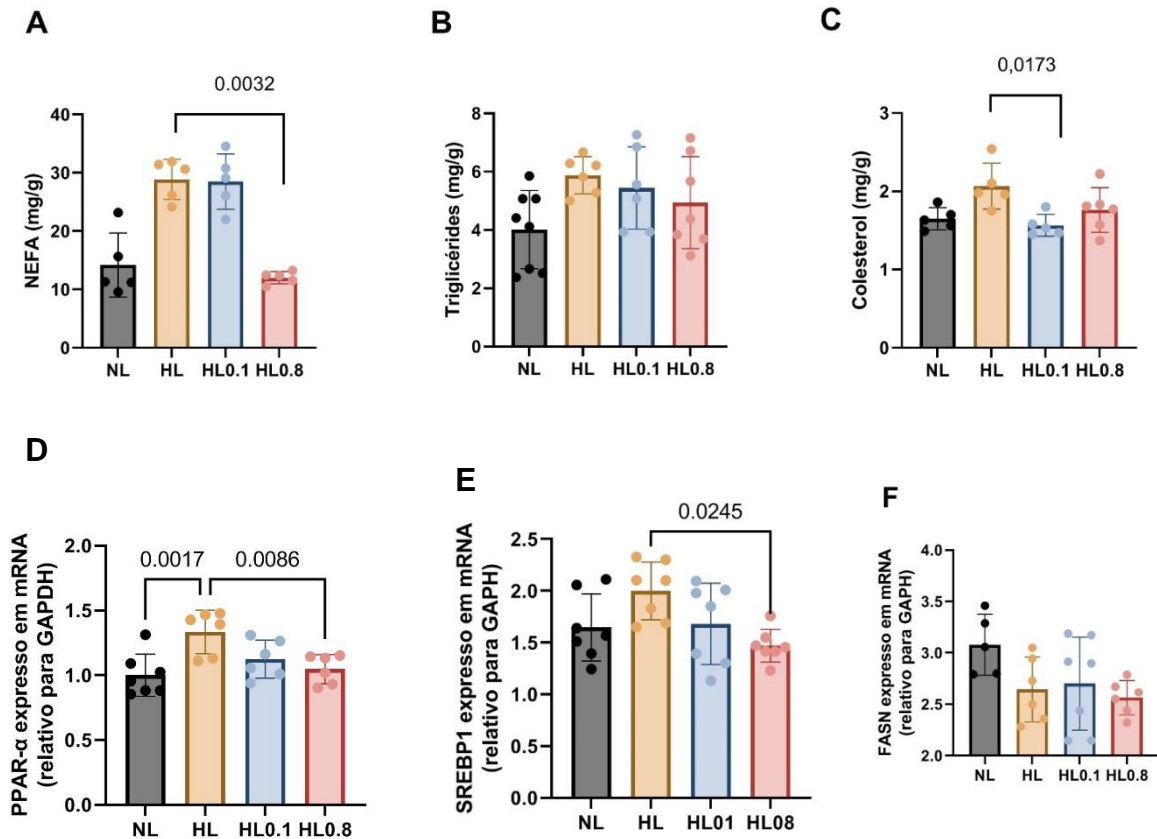 A
0.0032
NEFA (mg/g)
40
30
20
10
0
NL HL HL0.1 HL0.8
B
Triglicérides (mg/g)
8
6
4
2
0
NL HL HL0.1 HL0.8
C
0,0173
Colesterol (mg/g)
3
2
1
0
NL HL HL0.1 HL0.8
D
0.0017 0.0086
PPAR-α expresso em mRNA
(relativo para GAPDH)
2.0
1.5
1.0
0.5
0.0
NL HL HL0.1 HL0.8
E
0.0245
SREBP1 expresso em mRNA
(relativo para GAPH)
2.5
2.0
1.5
1.0
0.5
0.0
NL HL HL01 HL08
F
FASN expresso em mRNA
(relativo para GAPH)
4.0
3.5
3.0
2.5
2.0
NL HL HL0.1 HL0.8